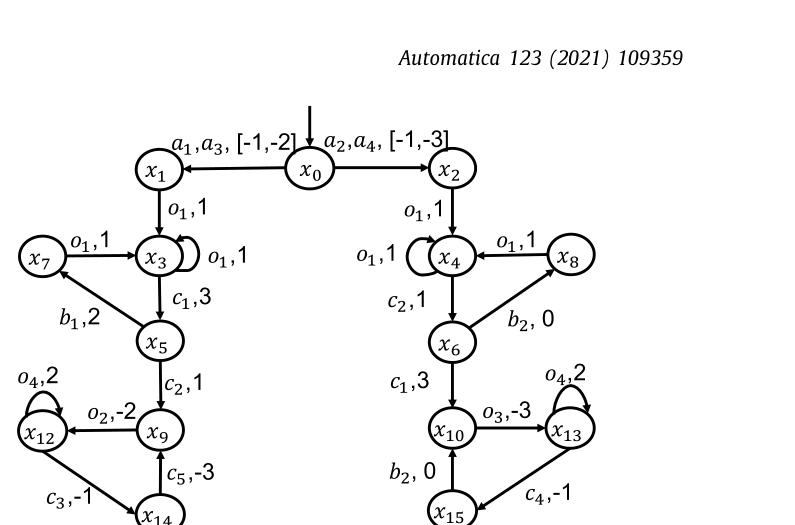 Automatica 123 (2021) 109359
a₁,a₃, [-1,-2] a₂,a₄, [-1,-3]
x₁ x₀ x₂
o₁,1 o₁,1
o₁,1 o₁,1 o₁,1 o₁,1
x₇ x₃ x₄ x₈
c₁,3 c₂,1
b₁,2 b₂, 0
x₅ x₆
o₄,2 c₂,1 c₁,3 o₄,2
o₂,-2 o₃,-3
x₁₂ x₉ x₁₀ x₁₃
c₃,-1 c₅,-3 b₂, 0 c₄,-1
x₁₄ x₁₅